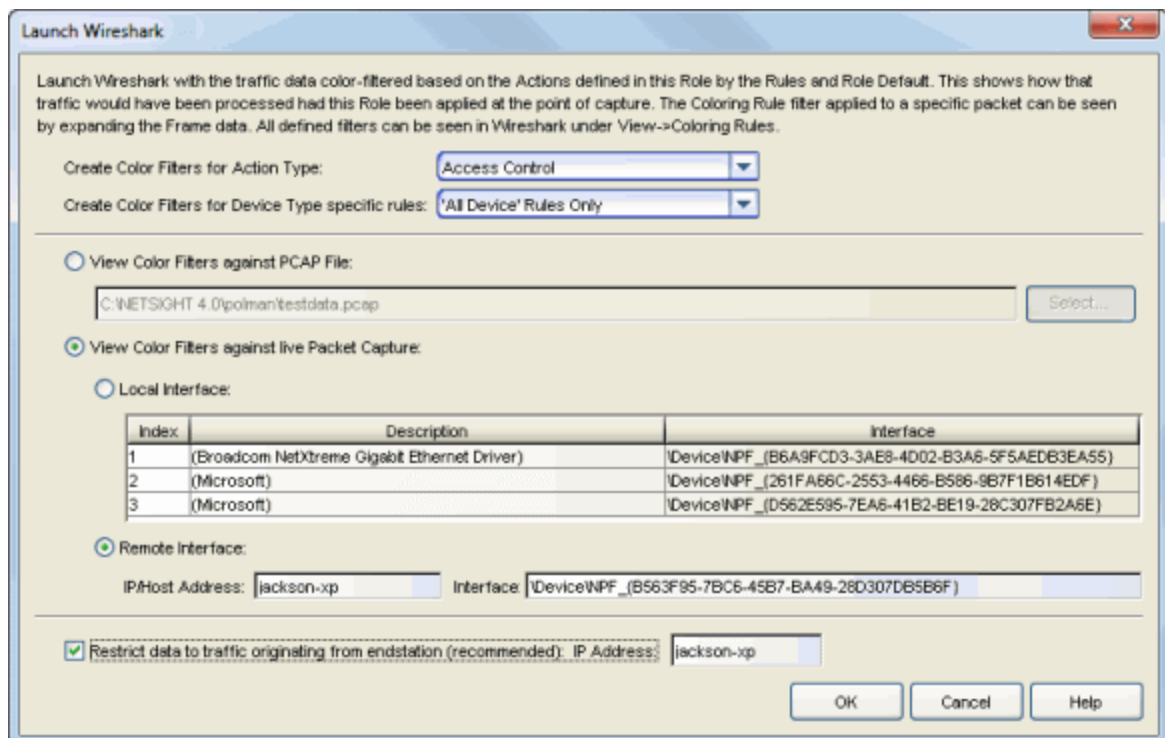 Launch Wireshark
Launch Wireshark with the traffic data color-filtered based on the Actions defined in this Role by the Rules and Role Default. This shows how that
traffic would have been processed had this Role been applied at the point of capture. The Coloring Rule filter applied to a specific packet can be seen
by expanding the Frame data. All defined filters can be seen in Wireshark under View->Coloring Rules.
Create Color Filters for Action Type: Access Control
Create Color Filters for Device Type specific rules: 'All Device' Rules Only
View Color Filters against PCAP File:
C:\NETSIGHT 4.0\polman\testdata.pcap Select...
View Color Filters against live Packet Capture:
Local Interface:
Index Description Interface
1 (Broadcom NetXtreme Gigabit Ethernet Driver) \Device\NPF_{B6A9FCD3-3AE8-4D02-B3A6-5F5AEDB3EA55}
2 (Microsoft) \Device\NPF_{261FA66C-2553-4466-B586-9B7F1B614EDF}
3 (Microsoft) \Device\NPF_{D562E595-7EA6-41B2-BE19-28C307FB2A6E}
Remote Interface:
IP/Host Address: jackson-xp Interface: \Device\NPF_{B563F95-7BC6-45B7-BA49-28D307DB5B6F}
Restrict data to traffic originating from endstation (recommended): IP Address: jackson-xp
OK Cancel Help